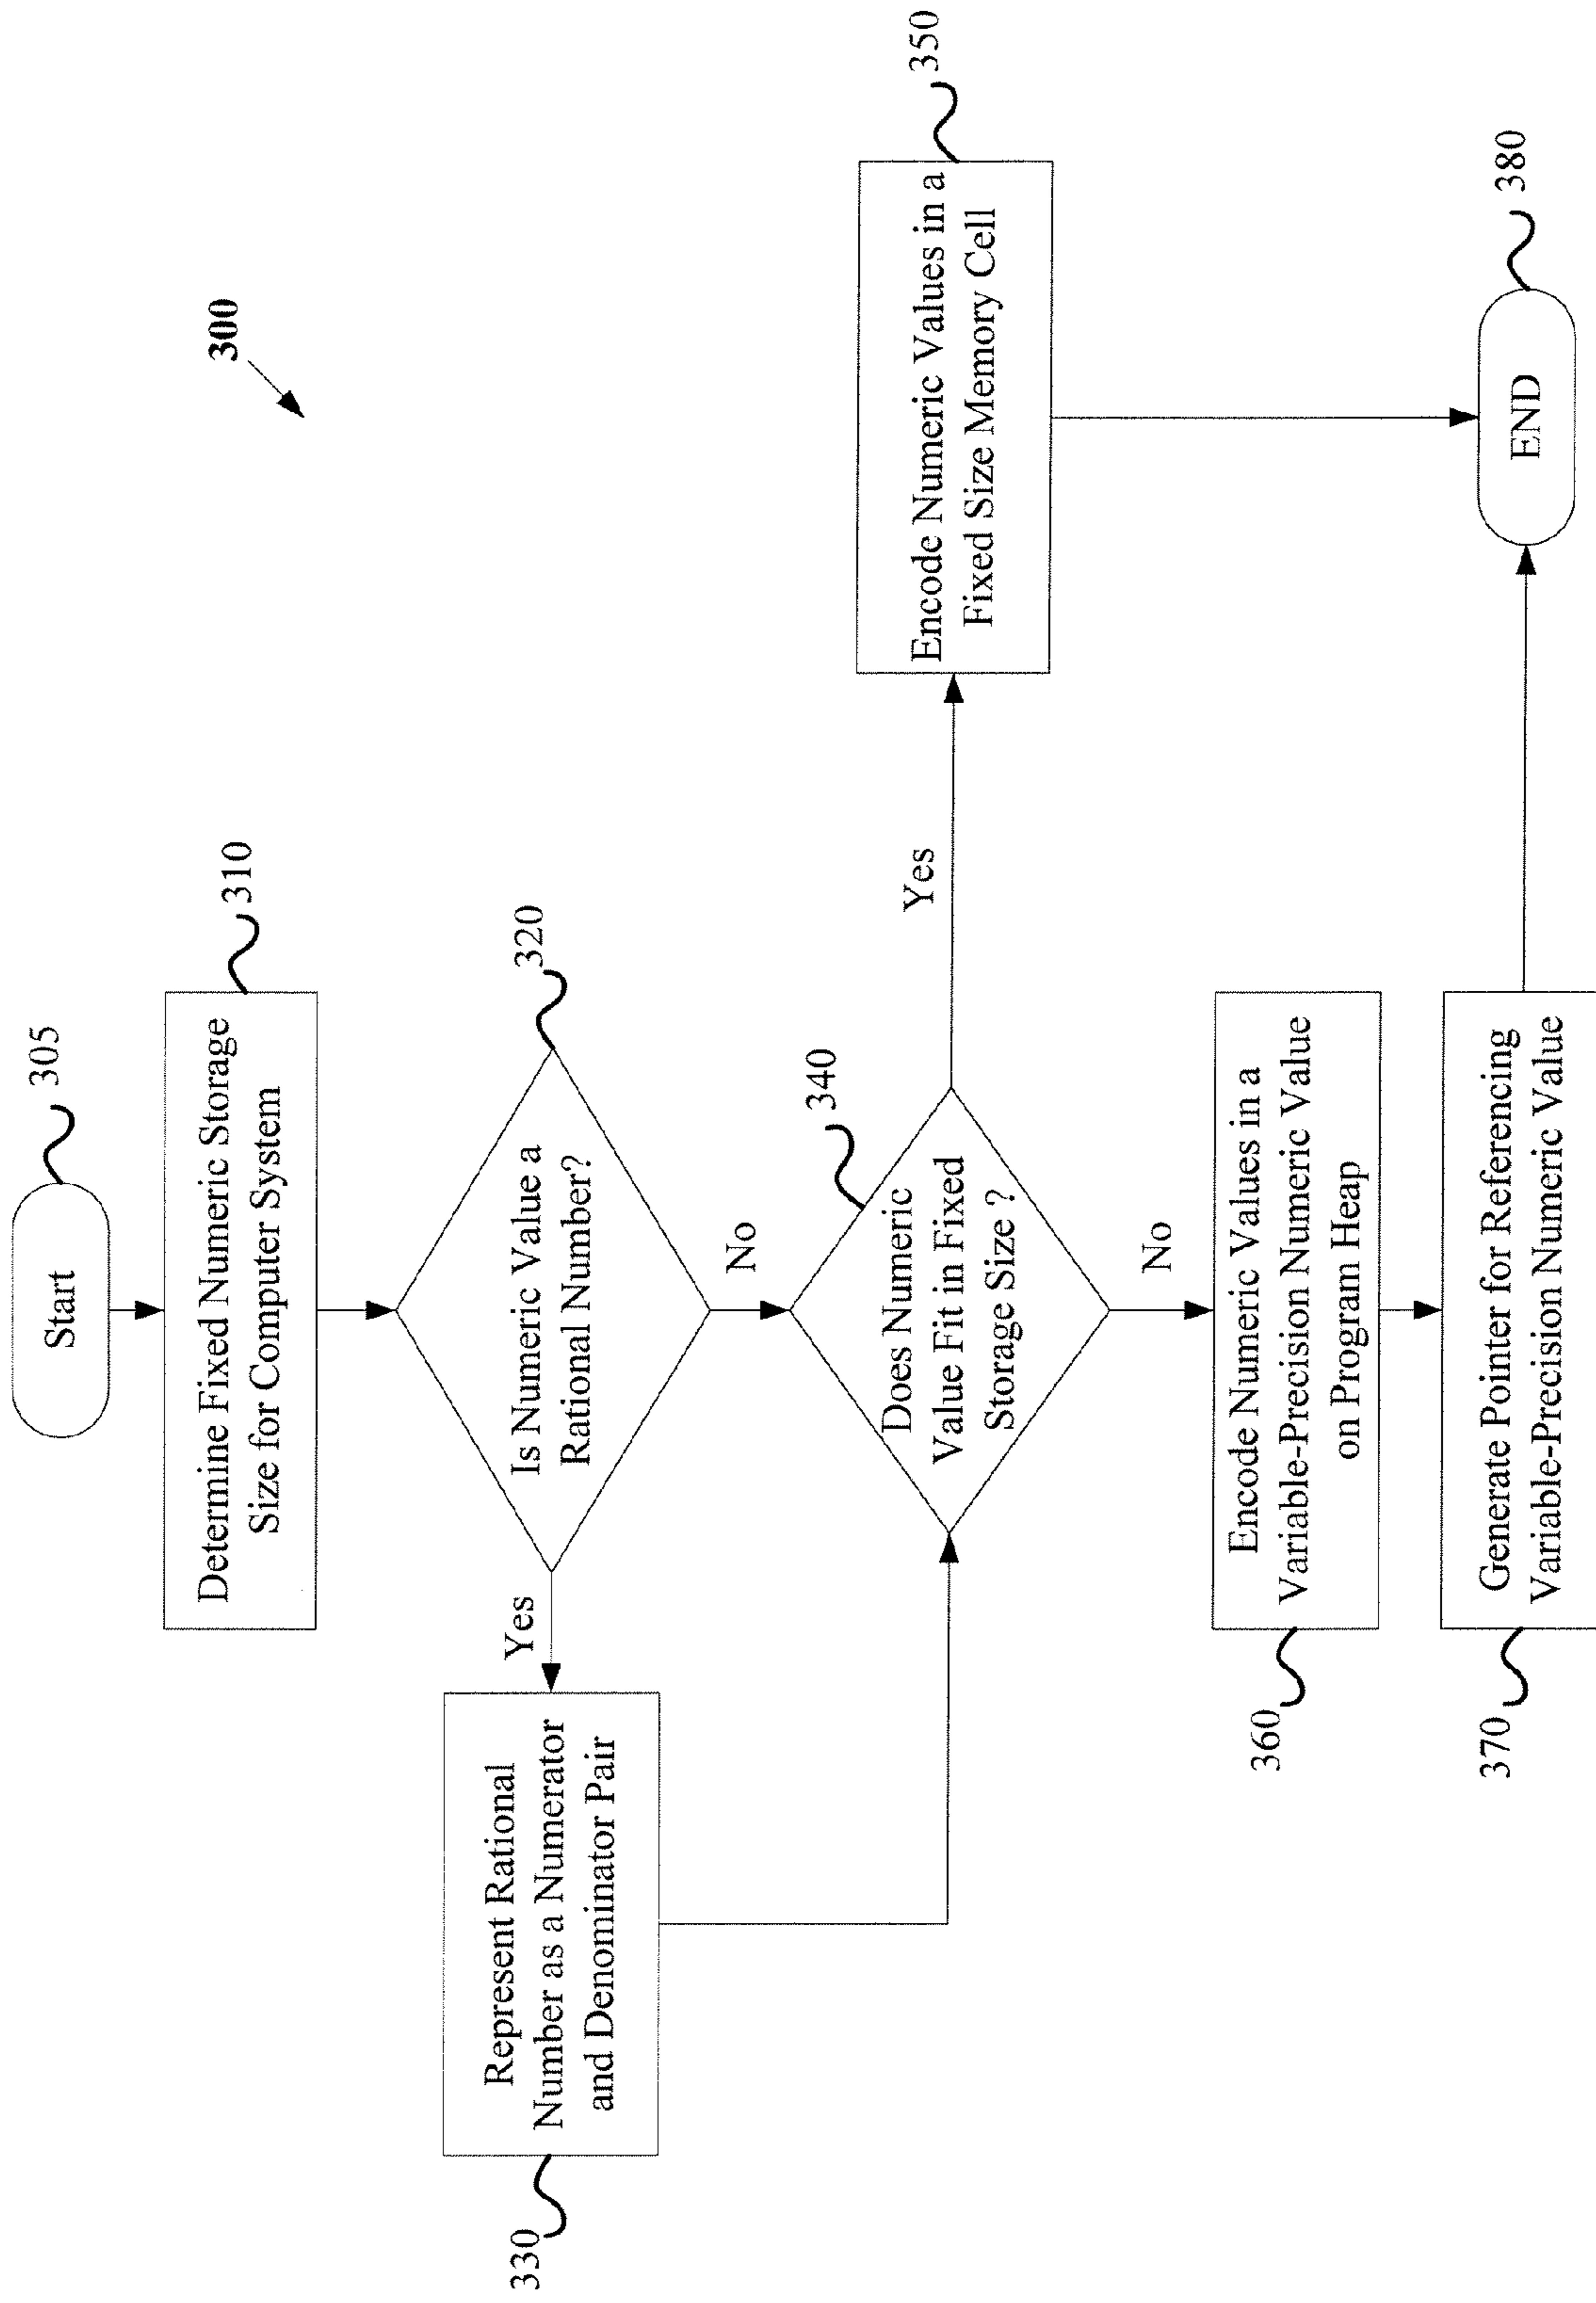 300
Start
305
Determine Fixed Numeric Storage
Size for Computer System
310
Is Numeric Value a
Rational Number?
320
Yes
No
Represent Rational
Number as a Numerator
and Denominator Pair
330
Does Numeric
Value Fit in Fixed
Storage Size ?
340
Yes
No
Encode Numeric Values in a
Fixed Size Memory Cell
350
Encode Numeric Values in a
Variable-Precision Numeric Value
on Program Heap
360
Generate Pointer for Referencing
Variable-Precision Numeric Value
370
END
380